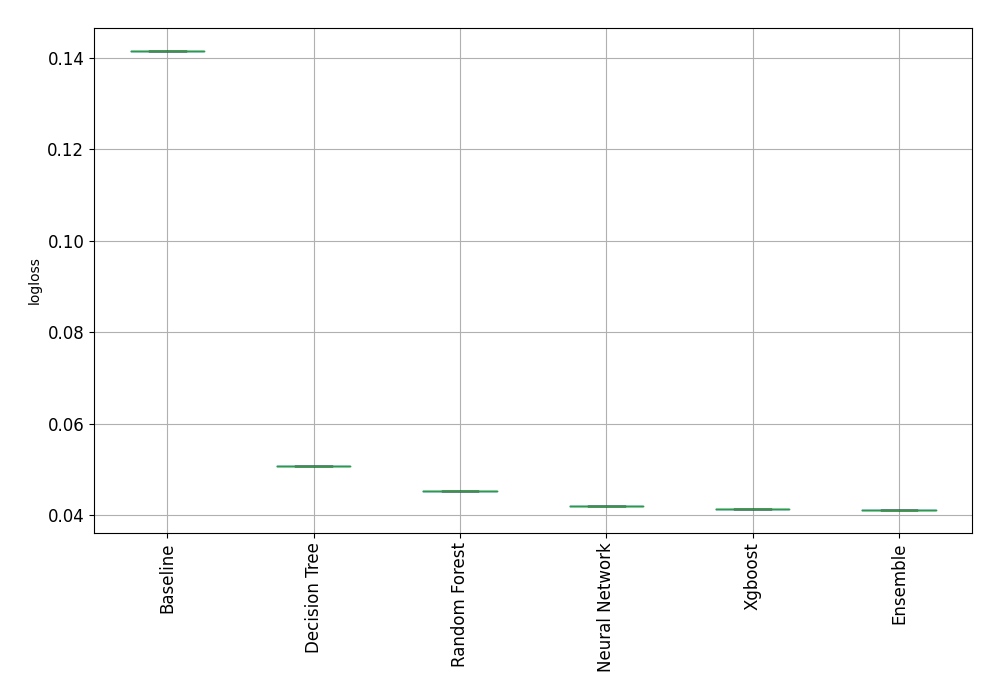 0.14
0.12
0.10
0.08
0.06
0.04
logloss
Baseline
Decision Tree
Random Forest
Neural Network
Xgboost
Ensemble